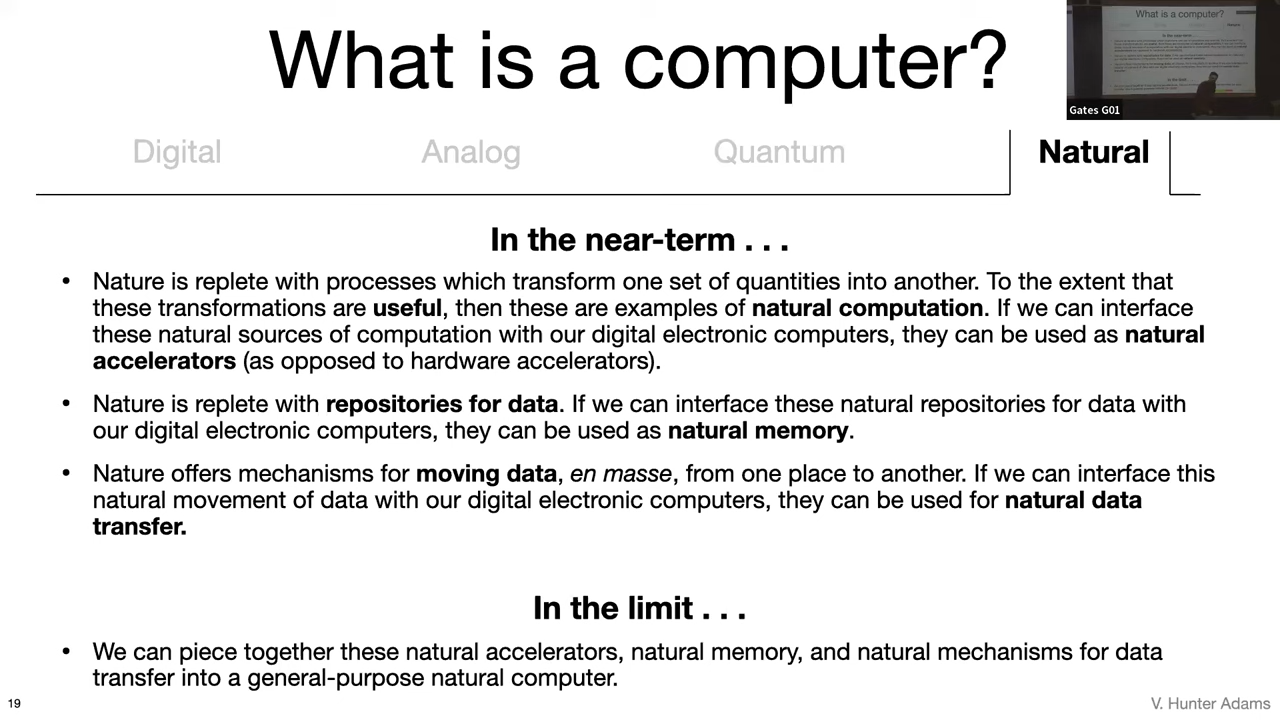 What is a computer?
What is a computer?
Gates G01
Digital
Analog
Quantum
Natural
In the near-term . . .
• Nature is replete with processes which transform one set of quantities into another. To the extent that
these transformations are useful, then these are examples of natural computation. If we can interface
these natural sources of computation with our digital electronic computers, they can be used as natural
accelerators (as opposed to hardware accelerators).
• Nature is replete with repositories for data. If we can interface these natural repositories for data with
our digital electronic computers, they can be used as natural memory.
• Nature offers mechanisms for moving data, en masse, from one place to another. If we can interface this
natural movement of data with our digital electronic computers, they can be used for natural data
transfer.
In the limit . . .
• We can piece together these natural accelerators, natural memory, and natural mechanisms for data
transfer into a general-purpose natural computer.
19
V. Hunter Adams